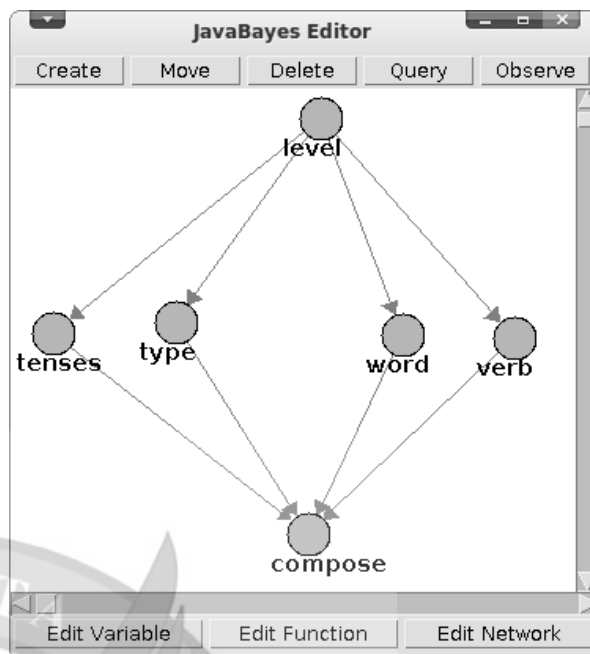 JavaBayes Editor
Create Move Delete Query Observe
level
tenses type word verb
compose
Edit Variable Edit Function Edit Network